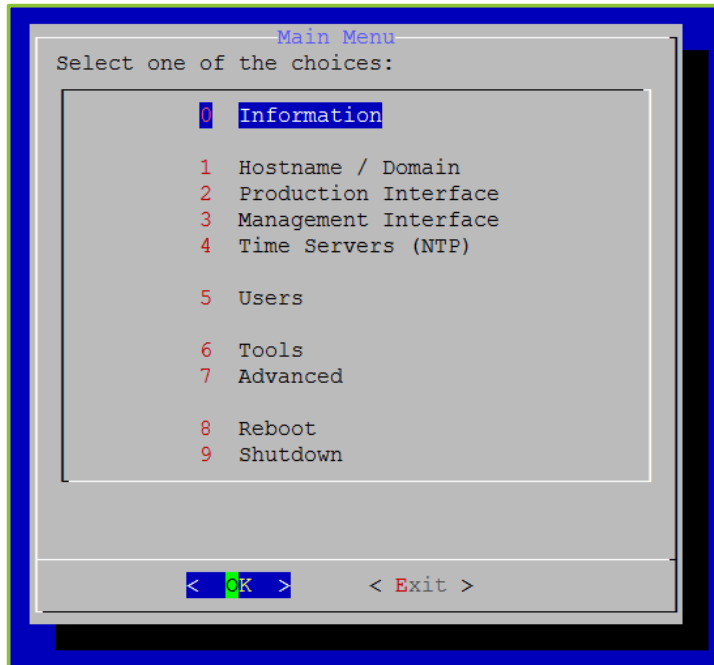 Main Menu
Select one of the choices:
0 Information
1 Hostname / Domain
2 Production Interface
3 Management Interface
4 Time Servers (NTP)
5 Users
6 Tools
7 Advanced
8 Reboot
9 Shutdown
< OK > < Exit >